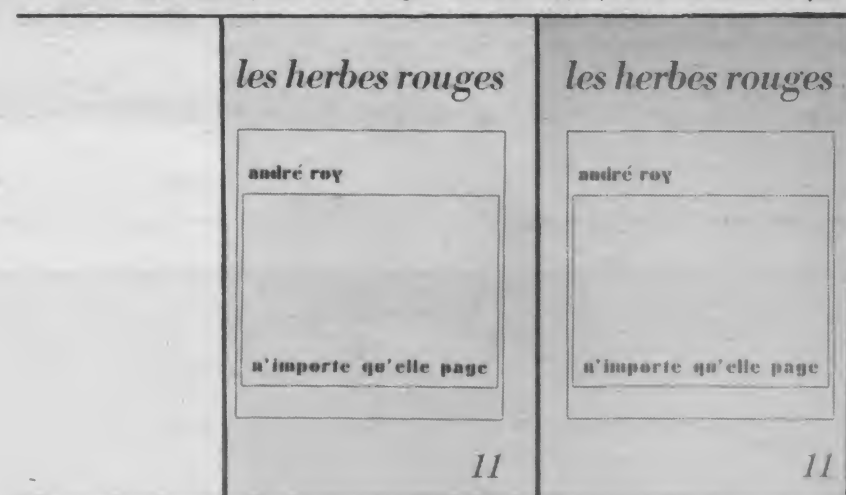 les herbes rouges
andré roy
n'importe qu'elle page
11
les herbes rouges
andré roy
n'importe qu'elle page
11